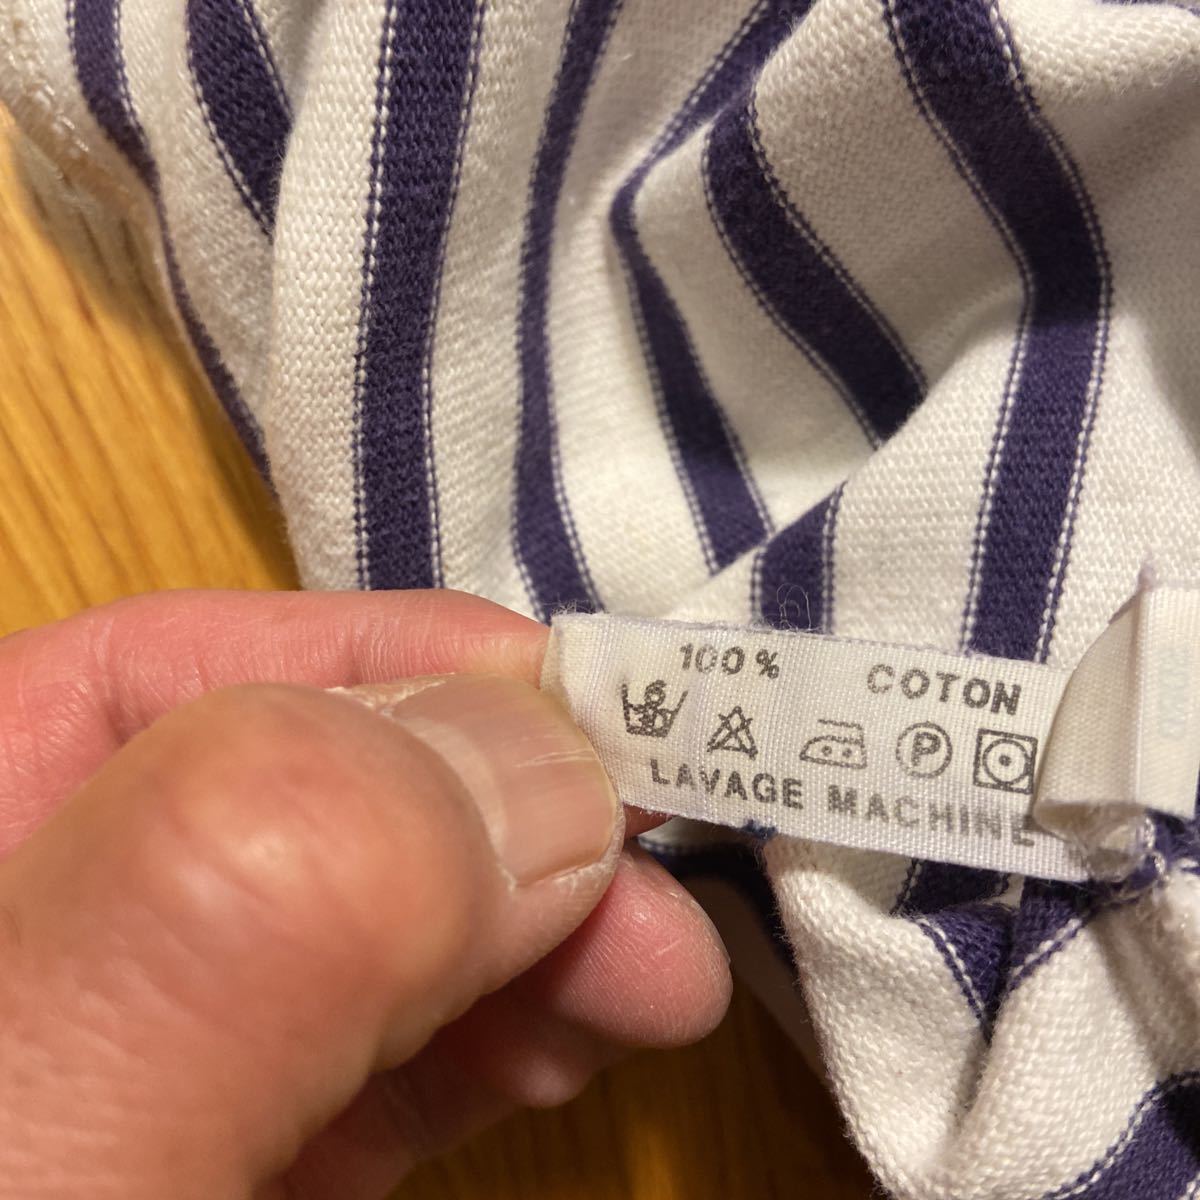 100% COTON
P
LAVAGE MACHINE